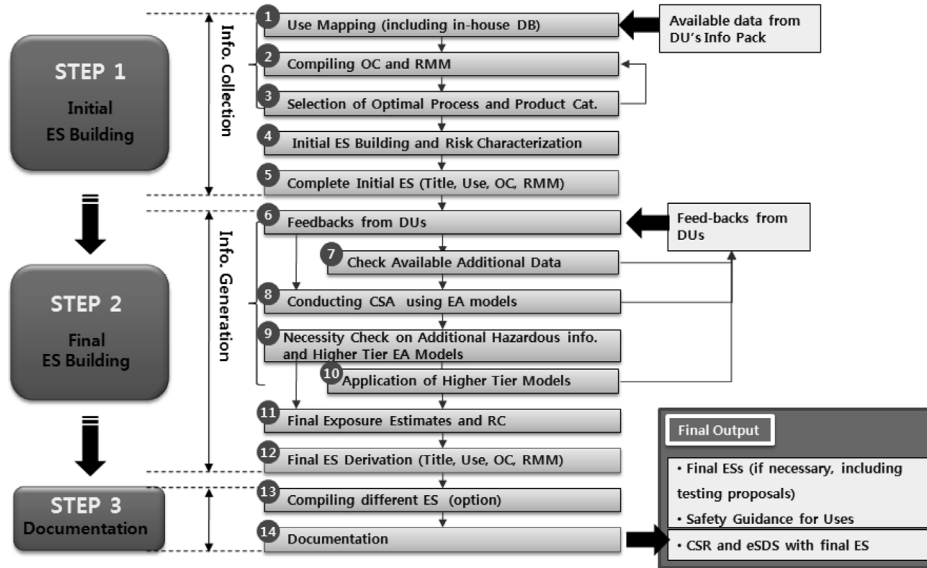 STEP 1
Initial
ES Building
STEP 2
Final
ES Building
STEP 3
Documentation
Info. Collection
Info. Generation
1 Use Mapping (including in-house DB)
2 Compiling OC and RMM
3 Selection of Optimal Process and Product Cat.
4 Initial ES Building and Risk Characterization
5 Complete Initial ES (Title, Use, OC, RMM)
6 Feedbacks from DUs
7 Check Available Additional Data
8 Conducting CSA using EA models
9 Necessity Check on Additional Hazardous info.
and Higher Tier EA Models
10 Application of Higher Tier Models
11 Final Exposure Estimates and RC
12 Final ES Derivation (Title, Use, OC, RMM)
13 Compiling different ES (option)
14 Documentation
Available data from
DU's Info Pack
Feed-backs from
DUs
Final Output
• Final ESs (if necessary, including
testing proposals)
• Safety Guidance for Uses
• CSR and eSDS with final ES